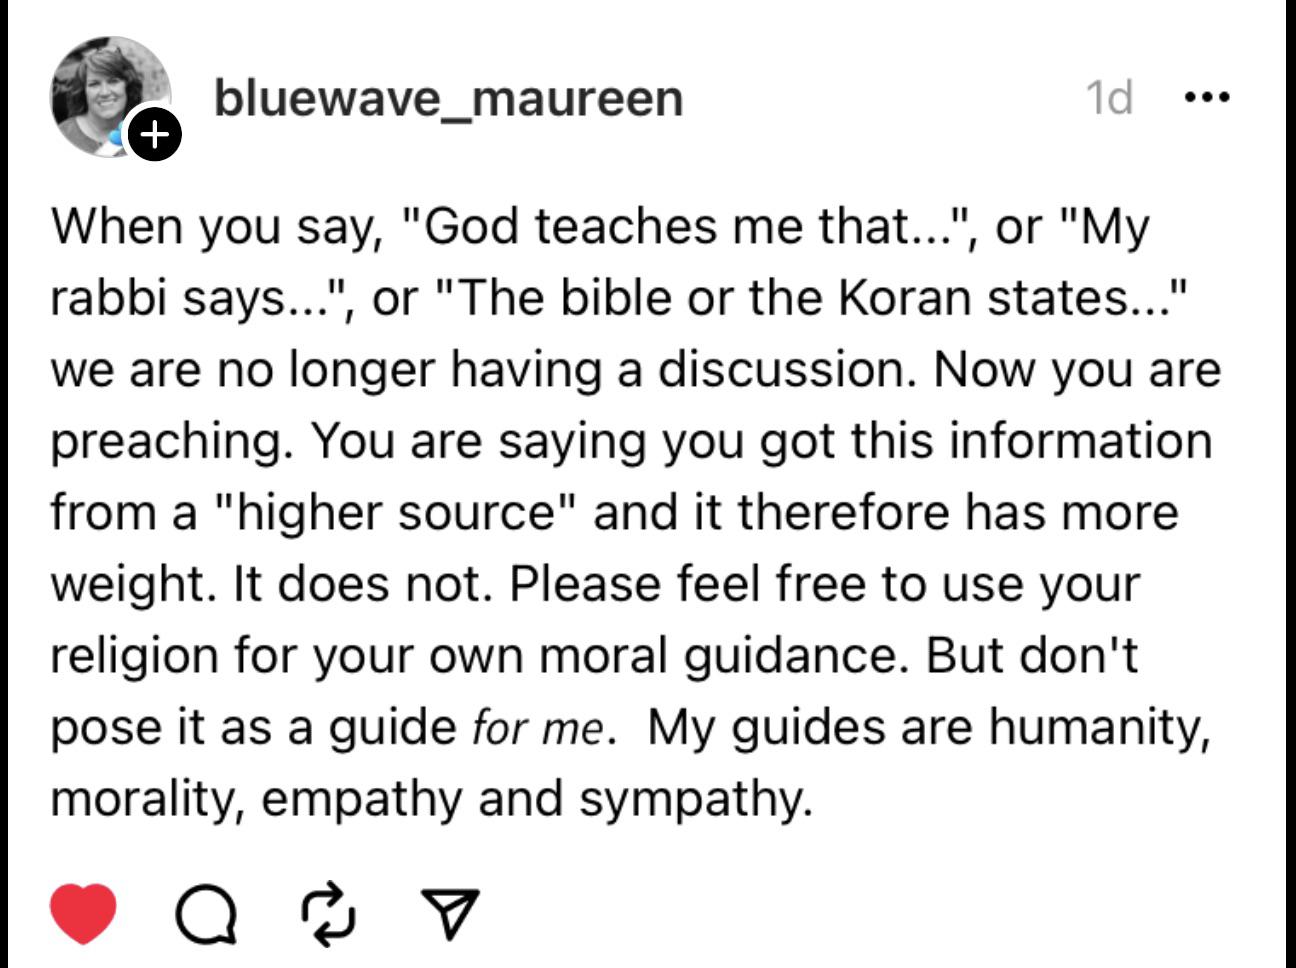 bluewave_maureen
1d
When you say, "God teaches me that...", or "My
rabbi says...", or "The bible or the Koran states..."
we are no longer having a discussion. Now you are
preaching. You are saying you got this information
from a "higher source" and it therefore has more
weight. It does not. Please feel free to use your
religion for your own moral guidance. But don't
pose it as a guide for me.  My guides are humanity,
morality, empathy and sympathy.